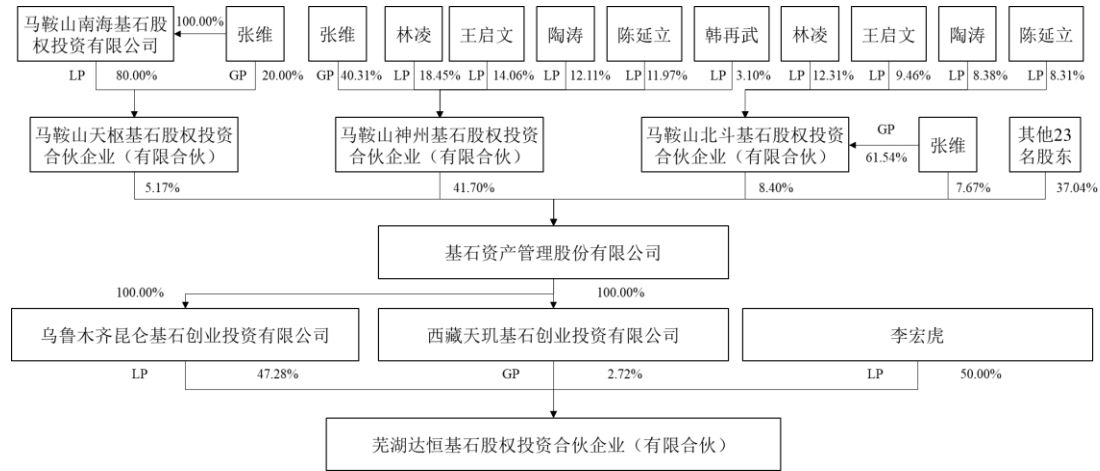 马鞍山南海基石股
权投资有限公司
100.00%
张维
张维
林凌
王启文
陶涛
陈延立
韩再武
林凌
王启文
陶涛
陈延立
LP
80.00%
GP
20.00%
GP
40.31%
LP
18.45%
LP
14.06%
LP
12.11%
LP
11.97%
LP
3.10%
LP
12.31%
LP
9.46%
LP
8.38%
LP
8.31%
马鞍山天枢基石股权投资
合伙企业（有限合伙）
马鞍山神州基石股权投资
合伙企业（有限合伙）
马鞍山北斗基石股权投资
合伙企业（有限合伙）
GP
61.54%
张维
其他23
名股东
5.17%
41.70%
8.40%
7.67%
37.04%
基石资产管理股份有限公司
100.00%
100.00%
乌鲁木齐昆仑基石创业投资有限公司
西藏天玑基石创业投资有限公司
李宏虎
LP
47.28%
GP
2.72%
LP
50.00%
芜湖达恒基石股权投资合伙企业（有限合伙）